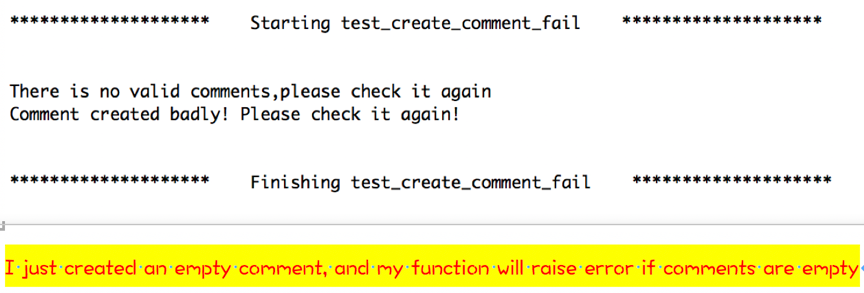 ******************** Starting test_create_comment_fail ********************
There is no valid comments,please check it again
Comment created badly! Please check it again!
******************** Finishing test_create_comment_fail ********************
I just created an empty comment, and my function will raise error if comments are empty